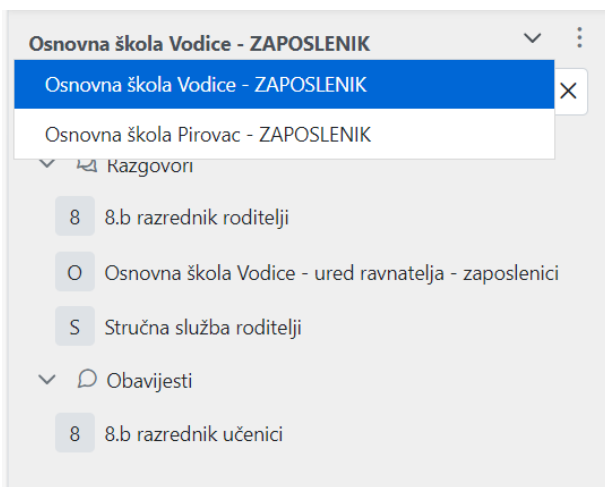 Osnovna škola Vodice - ZAPOSLENIK
Osnovna škola Vodice - ZAPOSLENIK
Osnovna škola Pirovac - ZAPOSLENIK
Razgovori
8 8.b razrednik roditelji
O Osnovna škola Vodice - ured ravnatelja - zaposlenici
S Stručna služba roditelji
Obavijesti
8 8.b razrednik učenici